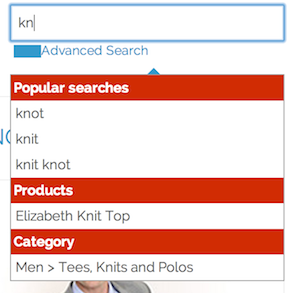 kn
Advanced Search
Popular searches
knot
knit
knit knot
Products
Elizabeth Knit Top
Category
Men > Tees, Knits and Polos